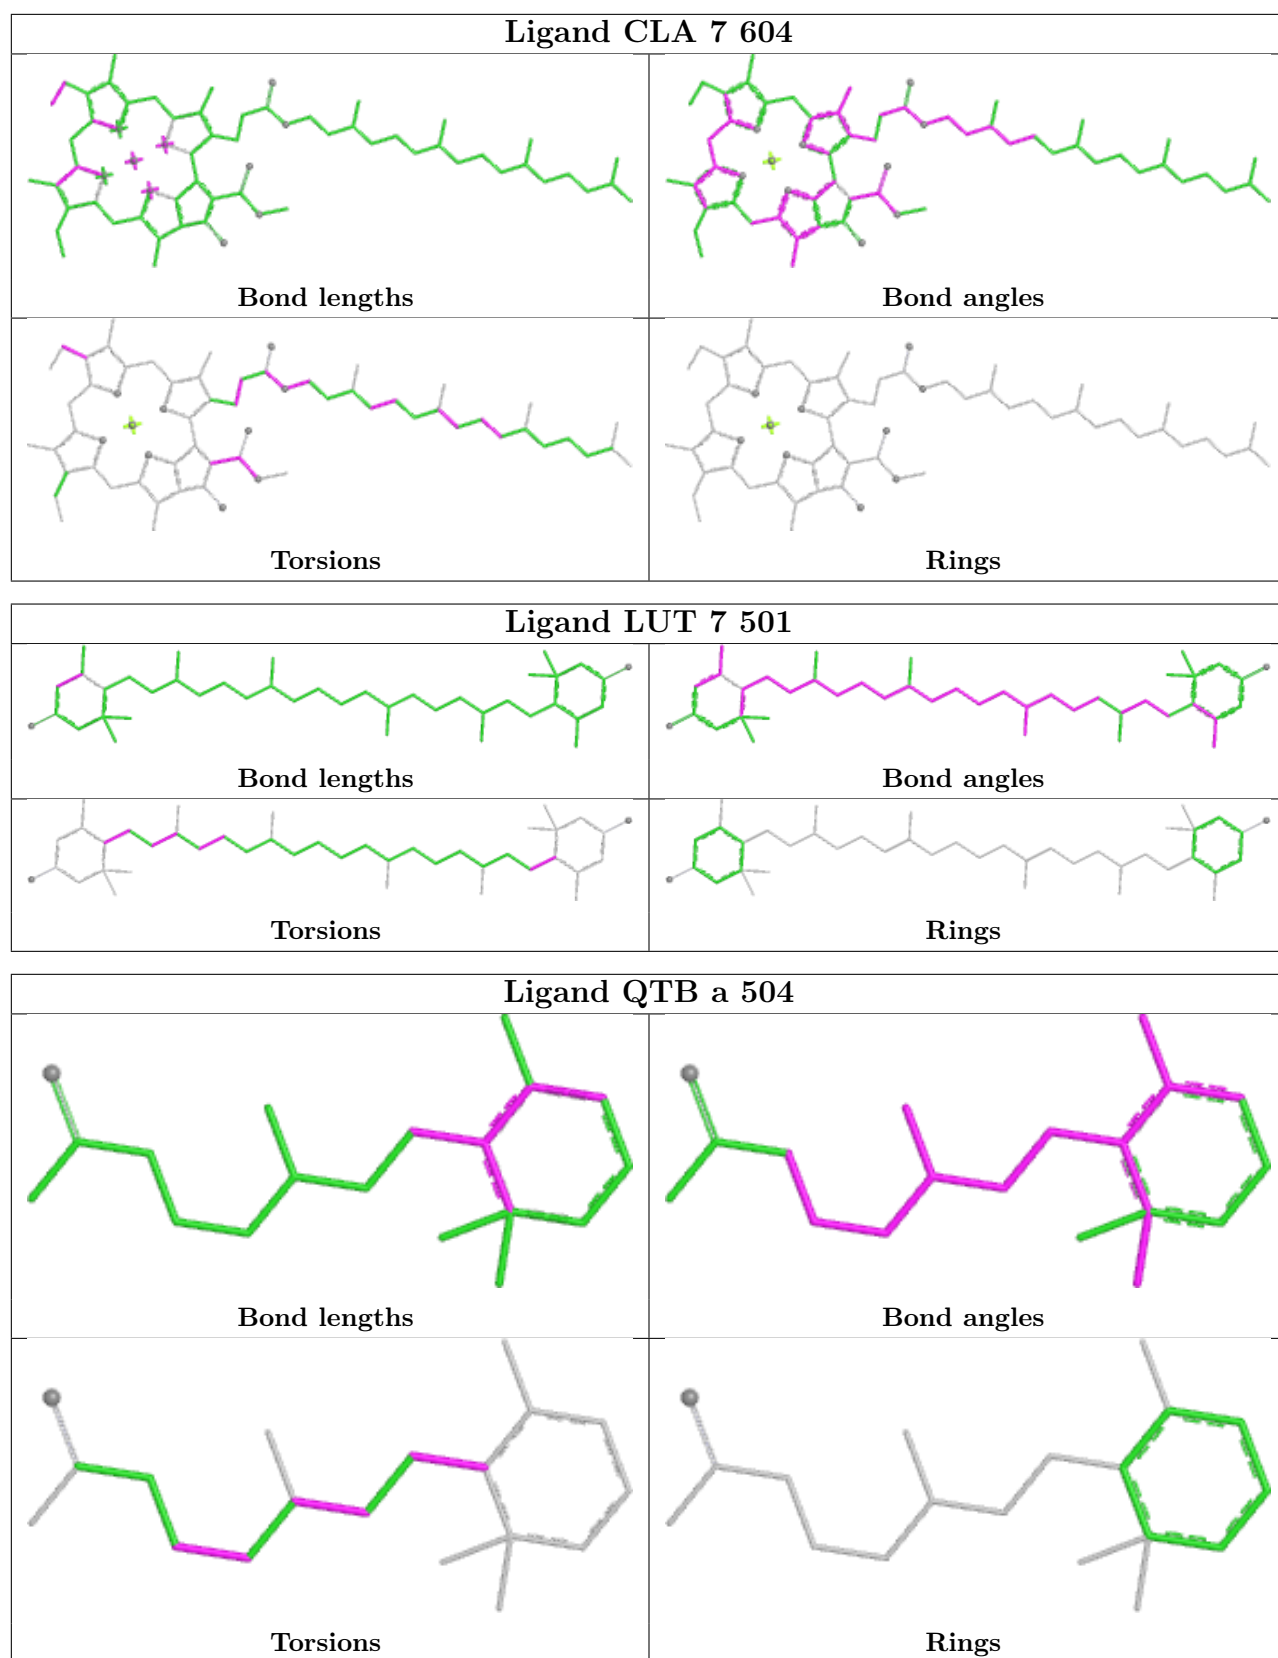 Ligand CLA 7 604
Bond lengths
Bond angles
Torsions
Rings
Ligand LUT 7 501
Bond lengths
Bond angles
Torsions
Rings
Ligand QTB a 504
Bond lengths
Bond angles
Torsions
Rings